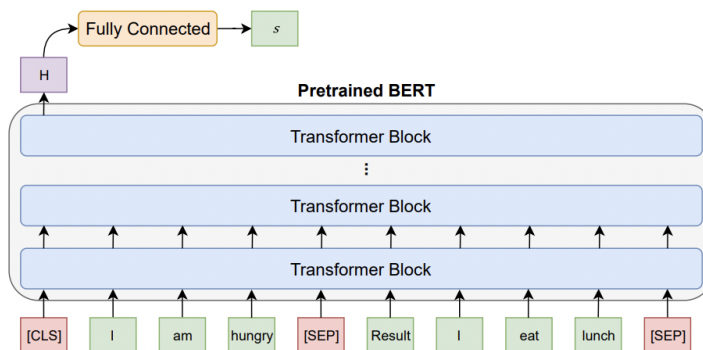 Fully Connected s
H
Pretrained BERT
Transformer Block
⋮
Transformer Block
Transformer Block
[CLS] I am hungry [SEP] Result I eat lunch [SEP]